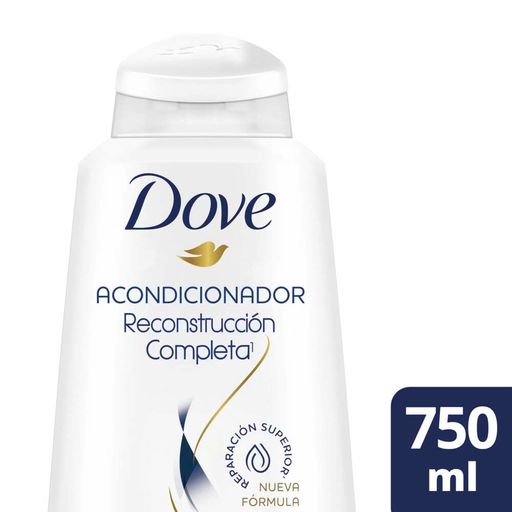 Dove
ACONDICIONADOR
Reconstrucción
Completa¹
REPARACIÓN SUPERIOR*
NUEVA
FÓRMULA
750
ml